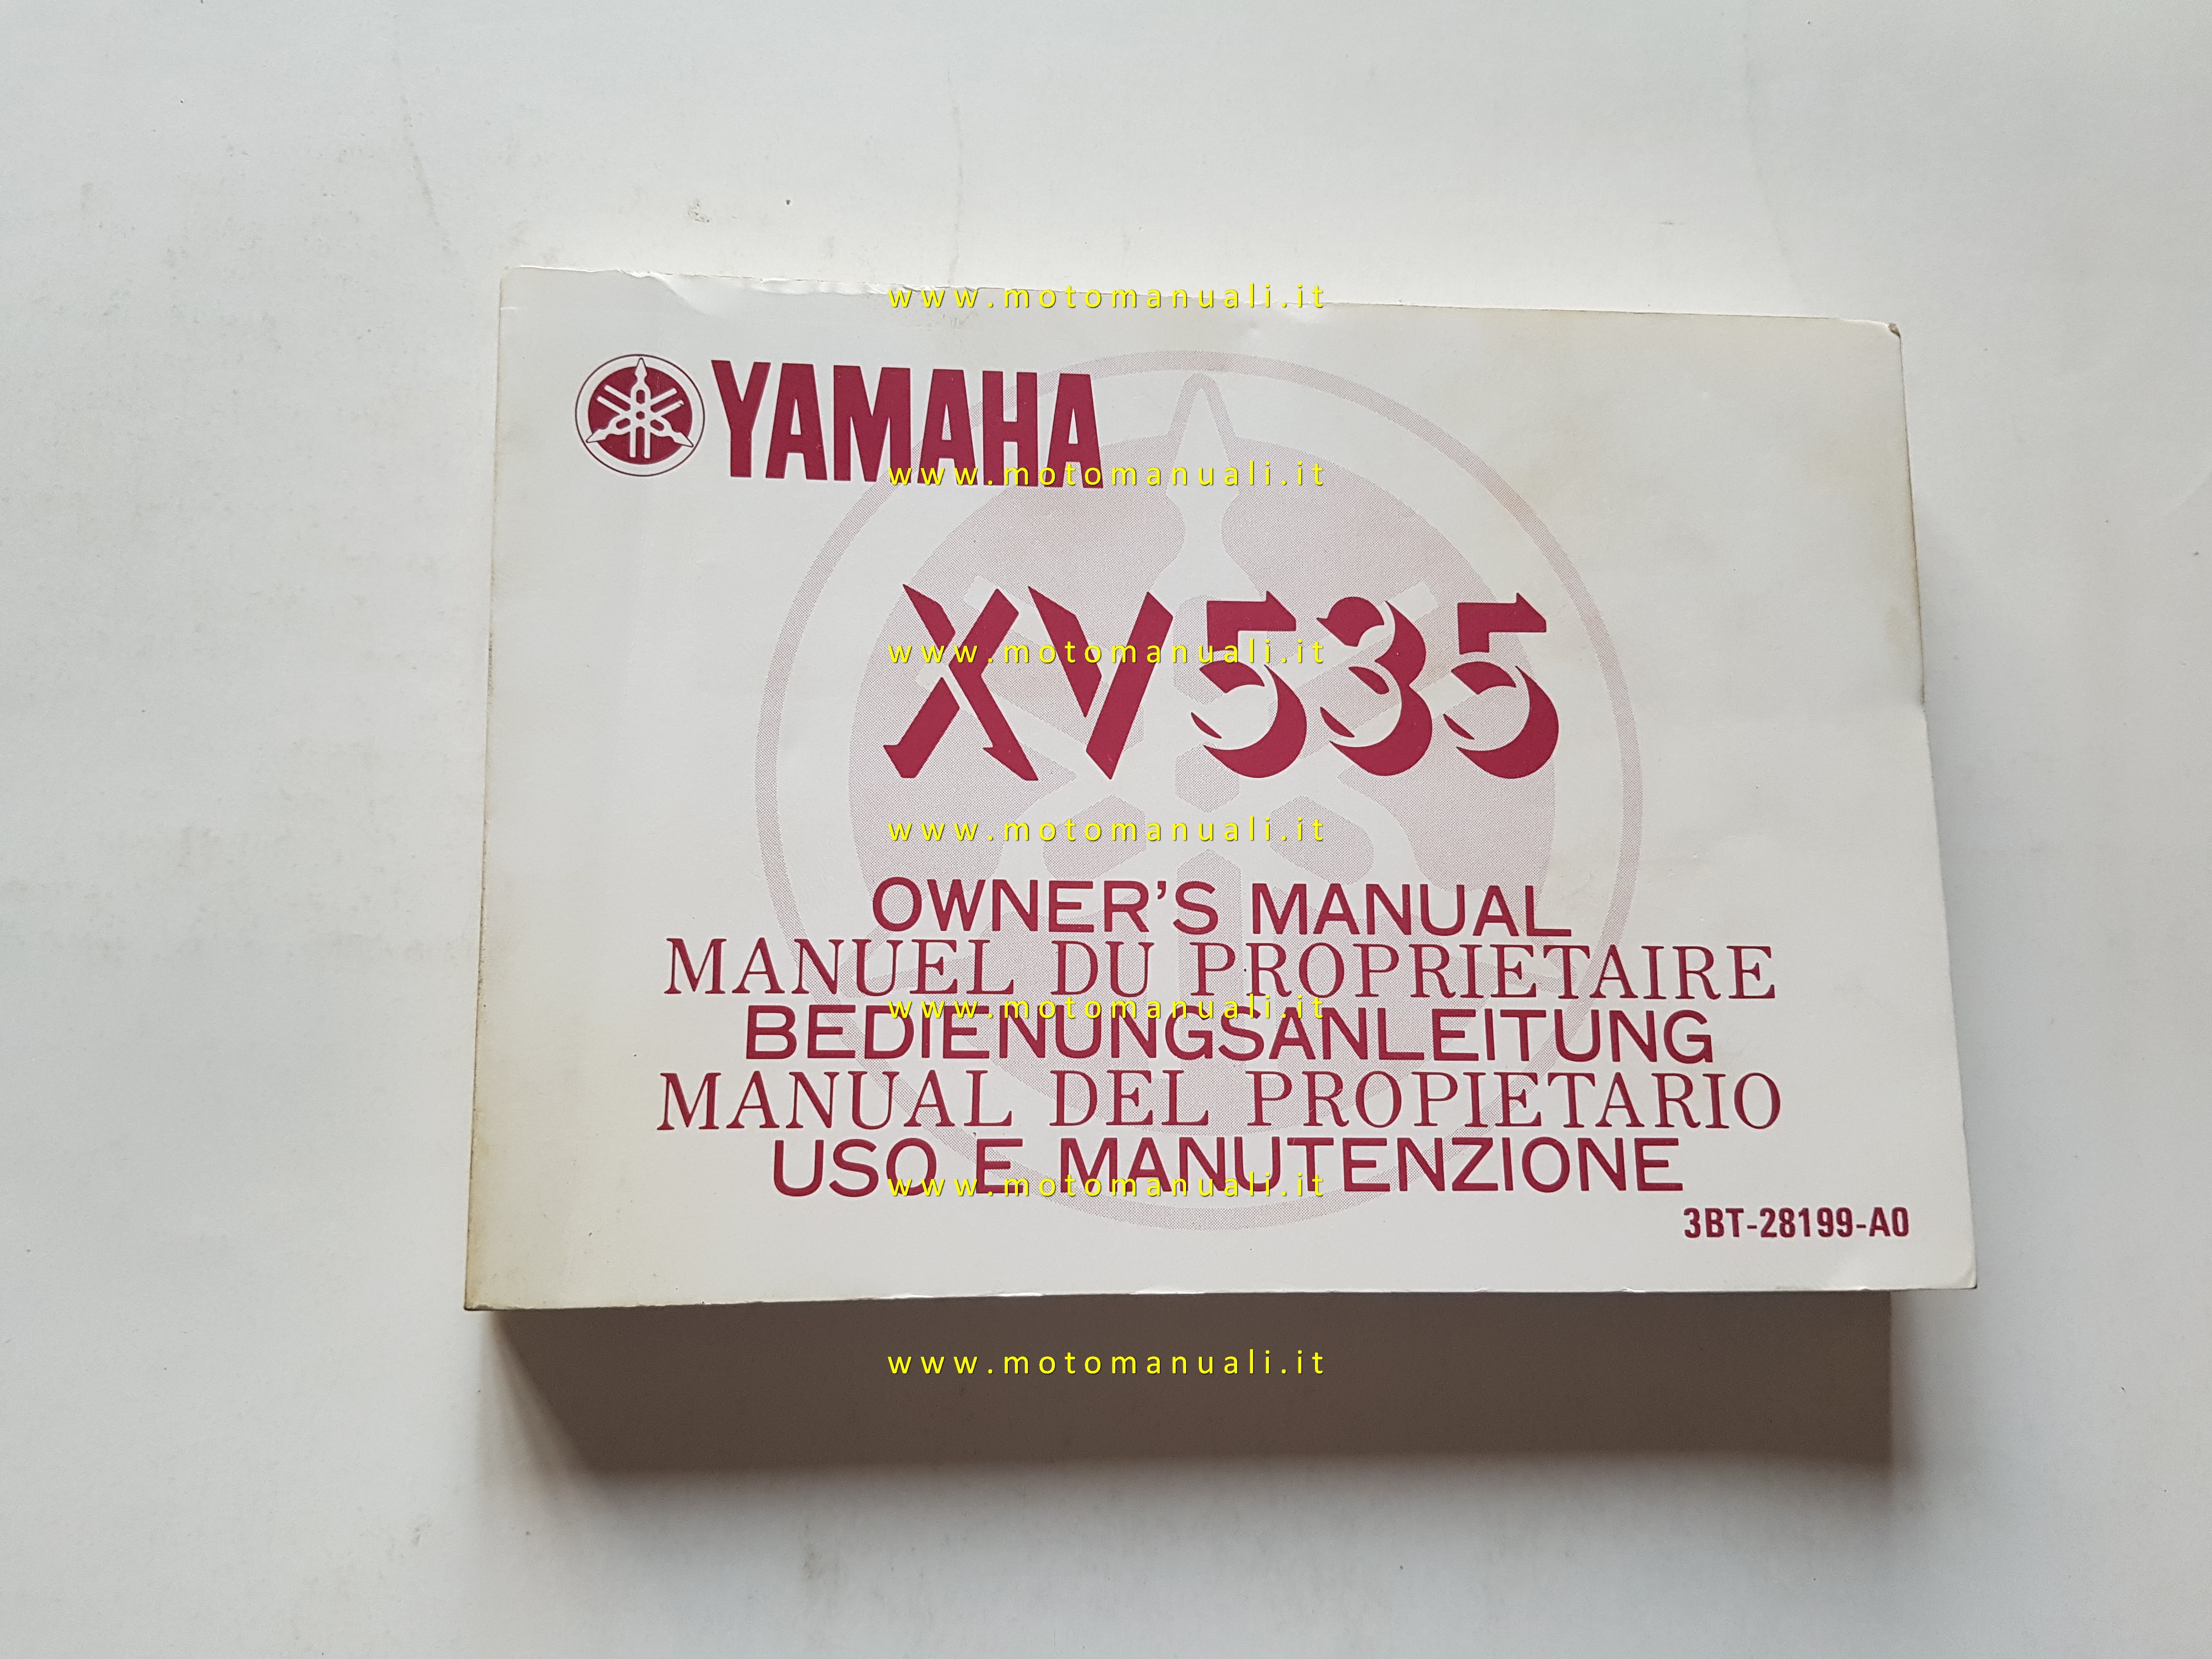 www.motomanuali.it
YAMAHA
www.motomanuali.it
XV535
www.motomanuali.it
www.motomanuali.it
OWNER'S MANUAL
MANUEL DU PROPRIETAIRE
www.motomanuali.it
BEDIENUNGSANLEITUNG
MANUAL DEL PROPIETARIO
USO E MANUTENZIONE
www.motomanuali.it
3BT-28199-A0
www.motomanuali.it